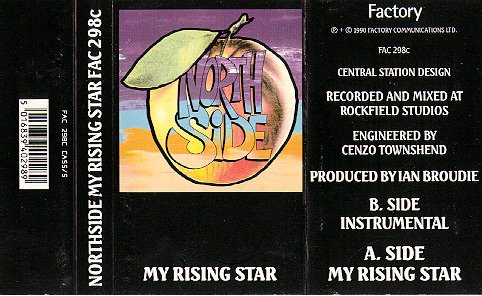 5 016839 402989
FAC 298C CASS/S
NORTHSIDE MY RISING STAR FAC 298c
NORTH
SIDE
MY RISING STAR
Factory
℗ + © 1990 FACTORY COMMUNICATIONS LTD.
FAC 298c
CENTRAL STATION DESIGN
RECORDED AND MIXED AT
ROCKFIELD STUDIOS
ENGINEERED BY
CENZO TOWNSHEND
PRODUCED BY IAN BROUDIE
B. SIDE
INSTRUMENTAL
A. SIDE
MY RISING STAR